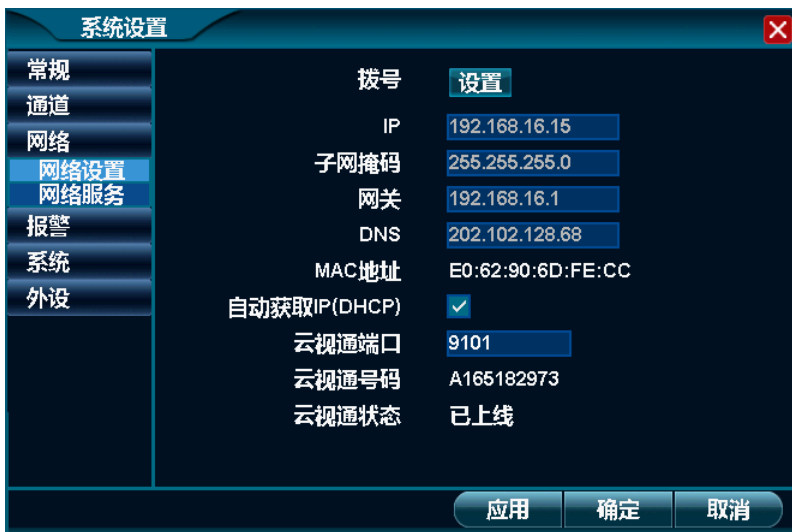 系统设置
常规
通道
网络
网络设置
网络服务
报警
系统
外设
拨号 设置
IP 192.168.16.15
子网掩码 255.255.255.0
网关 192.168.16.1
DNS 202.102.128.68
MAC地址 E0:62:90:6D:FE:CC
自动获取IP(DHCP)
云视通端口 9101
云视通号码 A165182973
云视通状态 已上线
应用 确定 取消